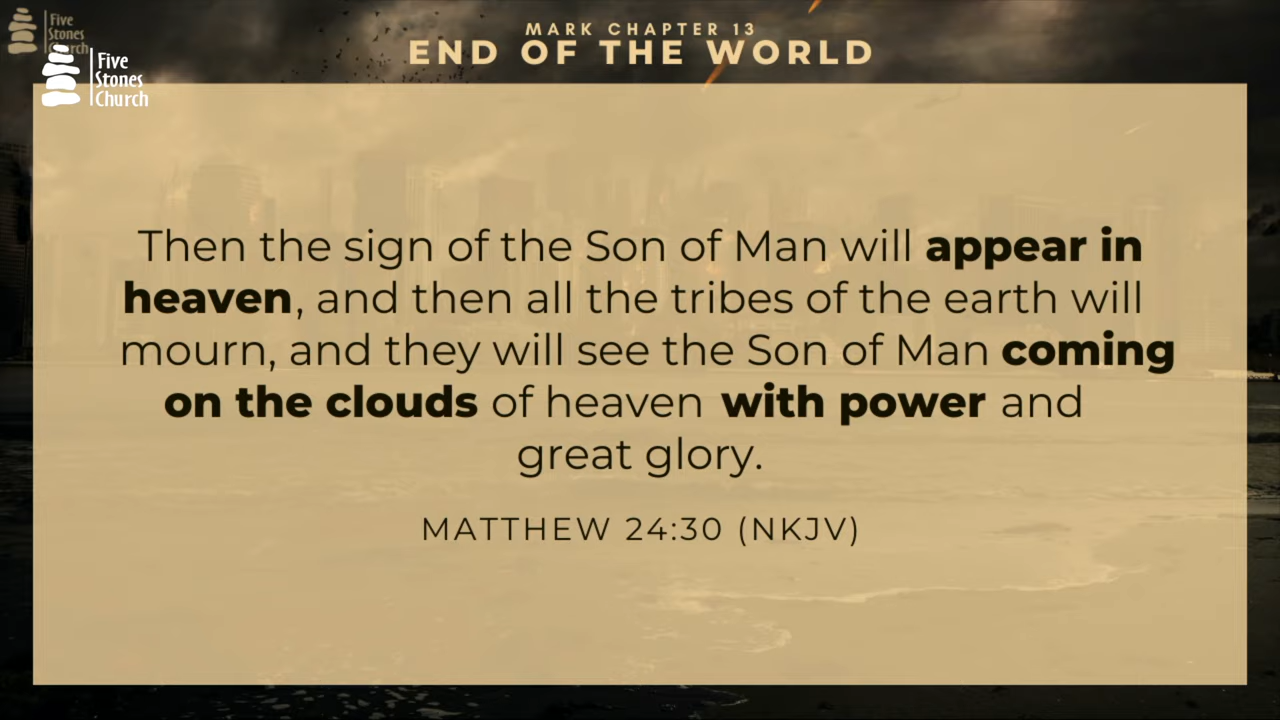 Five
Stones
Church
Five
Stones
Church
MARK CHAPTER 13
END OF THE WORLD
Then the sign of the Son of Man will appear in
heaven, and then all the tribes of the earth will
mourn, and they will see the Son of Man coming
on the clouds of heaven with power and
great glory.
MATTHEW 24:30 (NKJV)